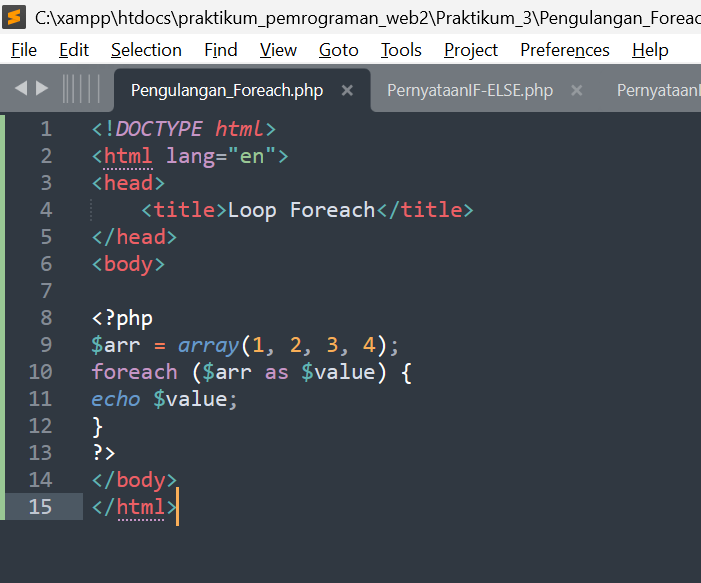 C:\xampp\htdocs\praktikum_pemrograman_web2\Praktikum_3\Pengulangan_Foreac
File Edit Selection Find View Goto Tools Project Preferences Help
Pengulangan_Foreach.php × PernyataanIF-ELSE.php × PernyataanI
1 <!DOCTYPE html>
2 <html lang="en">
3 <head>
4     <title>Loop Foreach</title>
5 </head>
6 <body>
7
8 <?php
9 $arr = array(1, 2, 3, 4);
10 foreach ($arr as $value) {
11 echo $value;
12 }
13 ?>
14 </body>
15 </html>